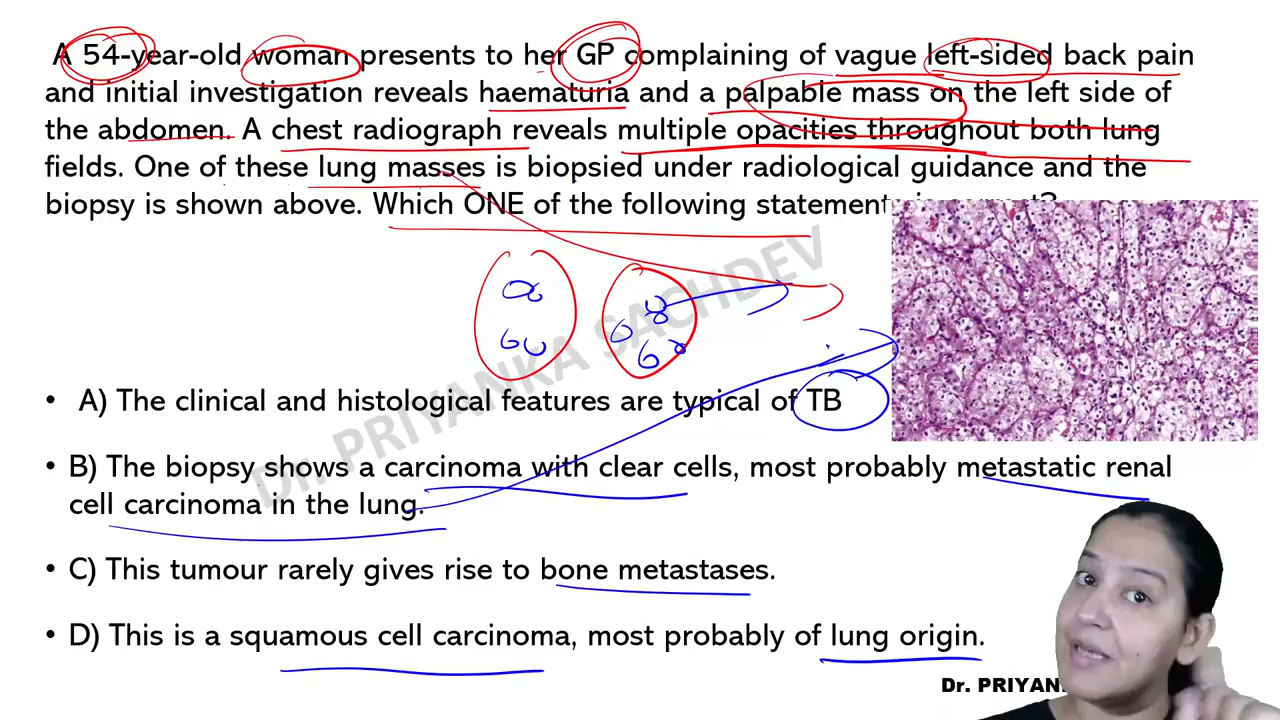 A 54-year-old woman presents to her GP complaining of vague left-sided back pain
and initial investigation reveals haematuria and a palpable mass on the left side of
the abdomen. A chest radiograph reveals multiple opacities throughout both lung
fields. One of these lung masses is biopsied under radiological guidance and the
biopsy is shown above. Which ONE of the following statements
Dr. PRIYANKA SACHDEV
• A) The clinical and histological features are typical of TB
• B) The biopsy shows a carcinoma with clear cells, most probably metastatic renal
cell carcinoma in the lung.
• C) This tumour rarely gives rise to bone metastases.
• D) This is a squamous cell carcinoma, most probably of lung origin.
Dr.